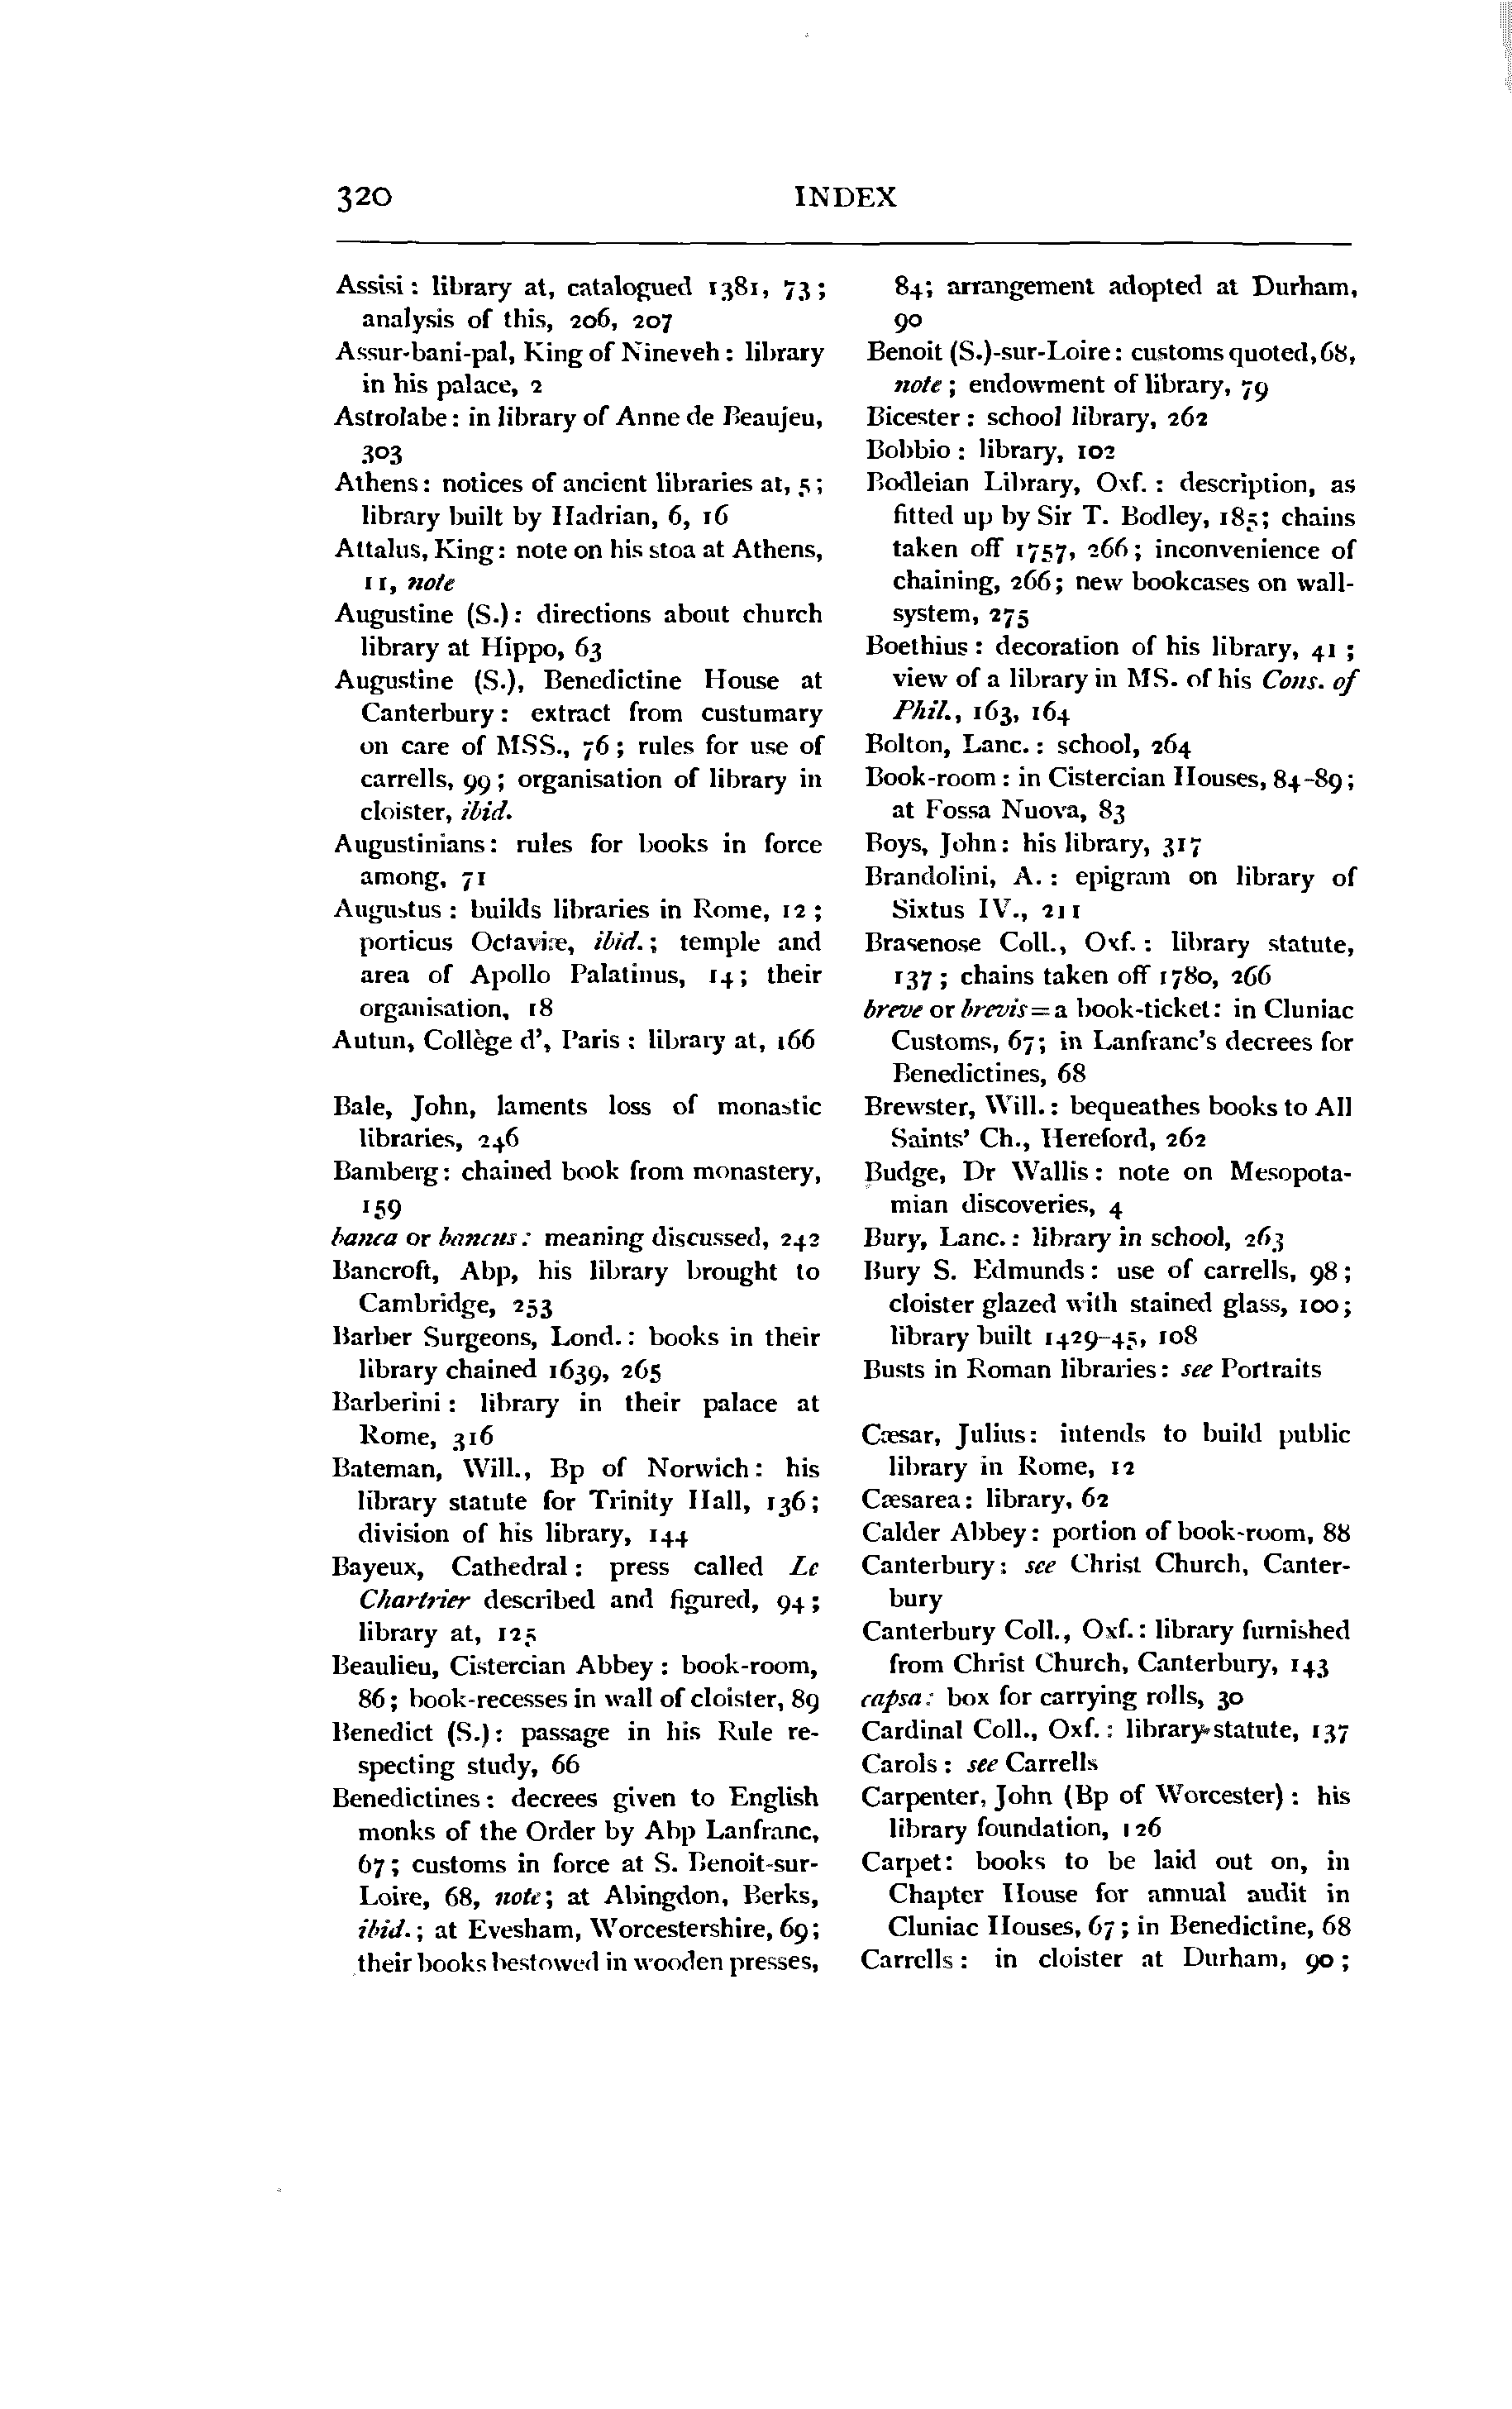 320
INDEX
Assisi: library at, catalogued 1381, 73;
analysis of this, 206, 207
Assur-bani-pal, King of Nineveh: library
in his palace, 2
Astrolabe: in library of Anne de Beaujeu,
303
Athens: notices of ancient libraries at, 5;
library built by Hadrian, 6, 16
Attalus, King: note on his stoa at Athens,
11, note
Augustine (S.): directions about church
library at Hippo, 63
Augustine (S.), Benedictine House at
Canterbury: extract from custumary
on care of MSS., 76; rules for use of
carrells, 99; organisation of library in
cloister, ibid.
Augustinians: rules for books in force
among, 71
Augustus: builds libraries in Rome, 12;
porticus Octaviæ, ibid.; temple and
area of Apollo Palatinus, 14; their
organisation, 18
Autun, Collège d', Paris: library at, 166
Bale, John, laments loss of monastic
libraries, 246
Bamberg: chained book from monastery,
159
banca or bancus: meaning discussed, 242
Bancroft, Abp, his library brought to
Cambridge, 253
Barber Surgeons, Lond.: books in their
library chained 1639, 265
Barberini: library in their palace at
Rome, 316
Bateman, Will., Bp of Norwich: his
library statute for Trinity Hall, 136;
division of his library, 144
Bayeux, Cathedral: press called Le
Chartrier described and figured, 94;
library at, 125
Beaulieu, Cistercian Abbey: book-room,
86; book-recesses in wall of cloister, 89
Benedict (S.): passage in his Rule re-
specting study, 66
Benedictines: decrees given to English
monks of the Order by Abp Lanfranc,
67; customs in force at S. Benoit-sur-
Loire, 68, note; at Abingdon, Berks,
ibid.; at Evesham, Worcestershire, 69;
their books bestowed in wooden presses,
84; arrangement adopted at Durham,
90
Benoit (S.)-sur-Loire: customs quoted, 68,
note; endowment of library, 79
Bicester: school library, 262
Bobbio: library, 102
Bodleian Library, Oxf.: description, as
fitted up by Sir T. Bodley, 185; chains
taken off 1757, 266; inconvenience of
chaining, 266; new bookcases on wall-
system, 275
Boethius: decoration of his library, 41;
view of a library in MS. of his Cons. of
Phil., 163, 164
Bolton, Lanc.: school, 264
Book-room: in Cistercian Houses, 84-89;
at Fossa Nuova, 83
Boys, John: his library, 317
Brandolini, A.: epigram on library of
Sixtus IV., 211
Brasenose Coll., Oxf.: library statute,
137; chains taken off 1780, 266
breve or brevis=a book-ticket: in Cluniac
Customs, 67; in Lanfranc's decrees for
Benedictines, 68
Brewster, Will.: bequeathes books to All
Saints' Ch., Hereford, 262
Budge, Dr Wallis: note on Mesopota-
mian discoveries, 4
Bury, Lanc.: library in school, 263
Bury S. Edmunds: use of carrells, 98;
cloister glazed with stained glass, 100;
library built 1429–45, 108
Busts in Roman libraries: see Portraits
Cæsar, Julius: intends to build public
library in Rome, 12
Cæsarea: library, 62
Calder Abbey: portion of book-room, 88
Canterbury: see Christ Church, Canter-
bury
Canterbury Coll., Oxf.: library furnished
from Christ Church, Canterbury, 143
capsa: box for carrying rolls, 30
Cardinal Coll., Oxf.: library statute, 137
Carols: see Carrells
Carpenter, John (Bp of Worcester): his
library foundation, 126
Carpet: books to be laid out on, in
Chapter House for annual audit in
Cluniac Houses, 67; in Benedictine, 68
Carrells: in cloister at Durham, 90;